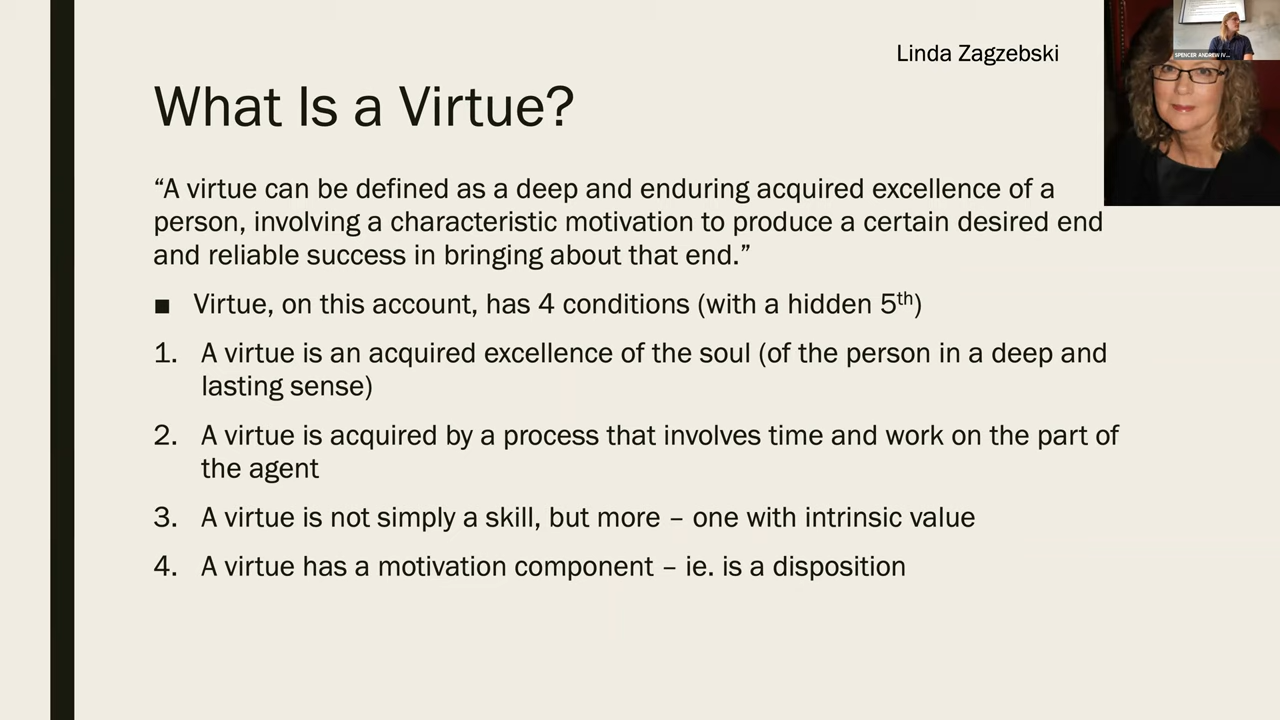 Linda Zagzebski
SPENCER ANDREW IV...
What Is a Virtue?
“A virtue can be defined as a deep and enduring acquired excellence of a
person, involving a characteristic motivation to produce a certain desired end
and reliable success in bringing about that end.”
■ Virtue, on this account, has 4 conditions (with a hidden 5th)
1. A virtue is an acquired excellence of the soul (of the person in a deep and
lasting sense)
2. A virtue is acquired by a process that involves time and work on the part of
the agent
3. A virtue is not simply a skill, but more – one with intrinsic value
4. A virtue has a motivation component – ie. is a disposition